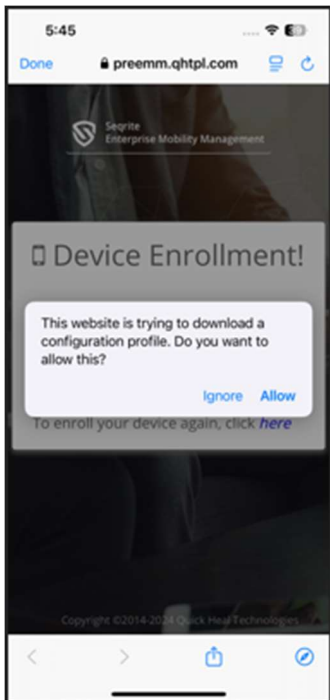 5:45
Done
preemm.qhtpl.com
Seqrite
Enterprise Mobility Management
Device Enrollment!
This website is trying to download a
configuration profile. Do you want to
allow this?
Ignore Allow
To enroll your device again, click here
Copyright ©2014-2024 Quick Heal Technologies